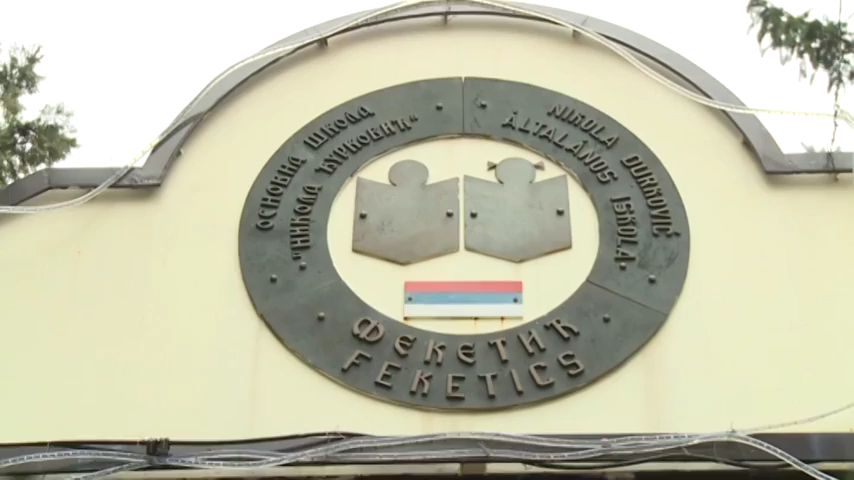 ОСНОВНА ШКОЛА
"НИКОЛА ЂУРКОВИЋ"
NIKOLA ĐURKOVIĆ
ÁLTALÁNOS ISKOLA
ФЕКЕТИЋ
FEKETICS